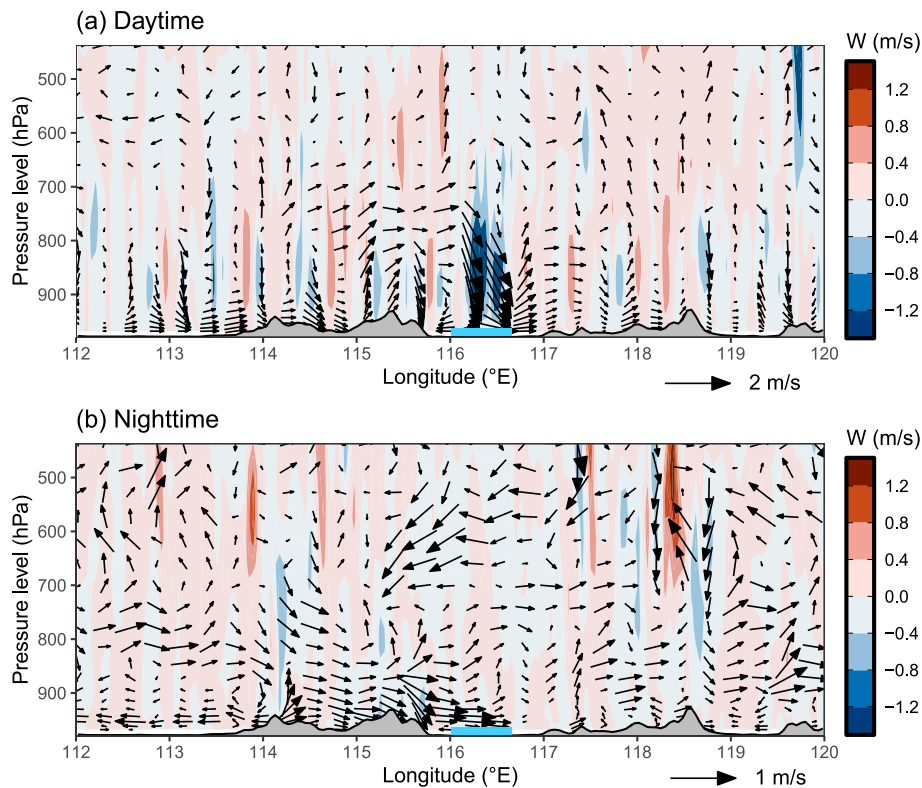 (a) Daytime
W (m/s)
Pressure level (hPa)
500
600
700
800
900
1.2
0.8
0.4
0.0
−0.4
−0.8
−1.2
112 113 114 115 116 117 118 119 120
Longitude (°E)
2 m/s
(b) Nighttime
W (m/s)
Pressure level (hPa)
500
600
700
800
900
1.2
0.8
0.4
0.0
−0.4
−0.8
−1.2
112 113 114 115 116 117 118 119 120
Longitude (°E)
1 m/s